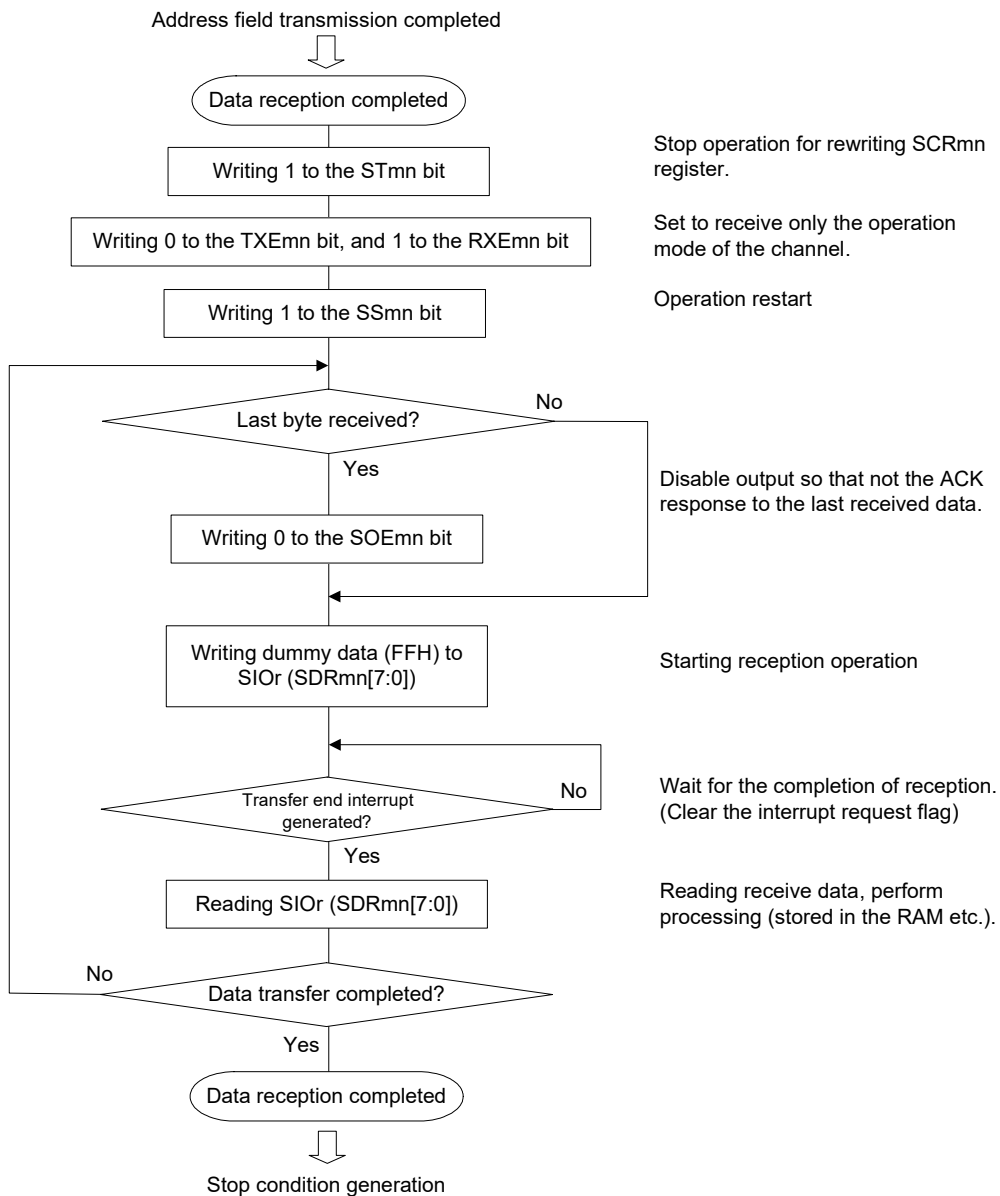 Address field transmission completed
Data reception completed
Writing 1 to the STmn bit
Stop operation for rewriting SCRmn
register.
Writing 0 to the TXEmn bit, and 1 to the RXEmn bit
Set to receive only the operation
mode of the channel.
Writing 1 to the SSmn bit
Operation restart
Last byte received?
No
Yes
Disable output so that not the ACK
response to the last received data.
Writing 0 to the SOEmn bit
Writing dummy data (FFH) to
SIOr (SDRmn[7:0])
Starting reception operation
Transfer end interrupt
generated?
No
Wait for the completion of reception.
(Clear the interrupt request flag)
Yes
Reading SIOr (SDRmn[7:0])
Reading receive data, perform
processing (stored in the RAM etc.).
No
Data transfer completed?
Yes
Data reception completed
Stop condition generation